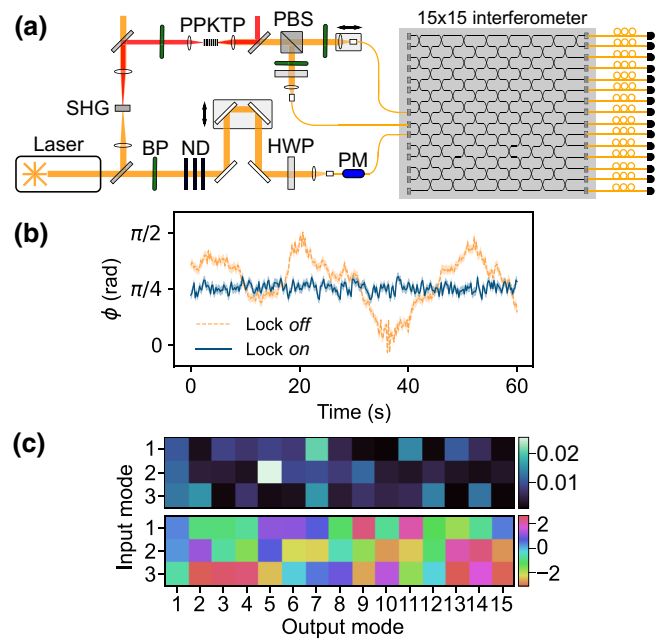 (a)
PPKTP
PBS
15x15 interferometer
SHG
Laser
BP
ND
HWP
PM
(b)
π/2
π/4
0
ϕ (rad)
Lock off
Lock on
0
20
40
60
Time (s)
(c)
1
2
3
0.02
0.01
1
2
3
2
0
−2
Input mode
1 2 3 4 5 6 7 8 9 10 11 12 13 14 15
Output mode